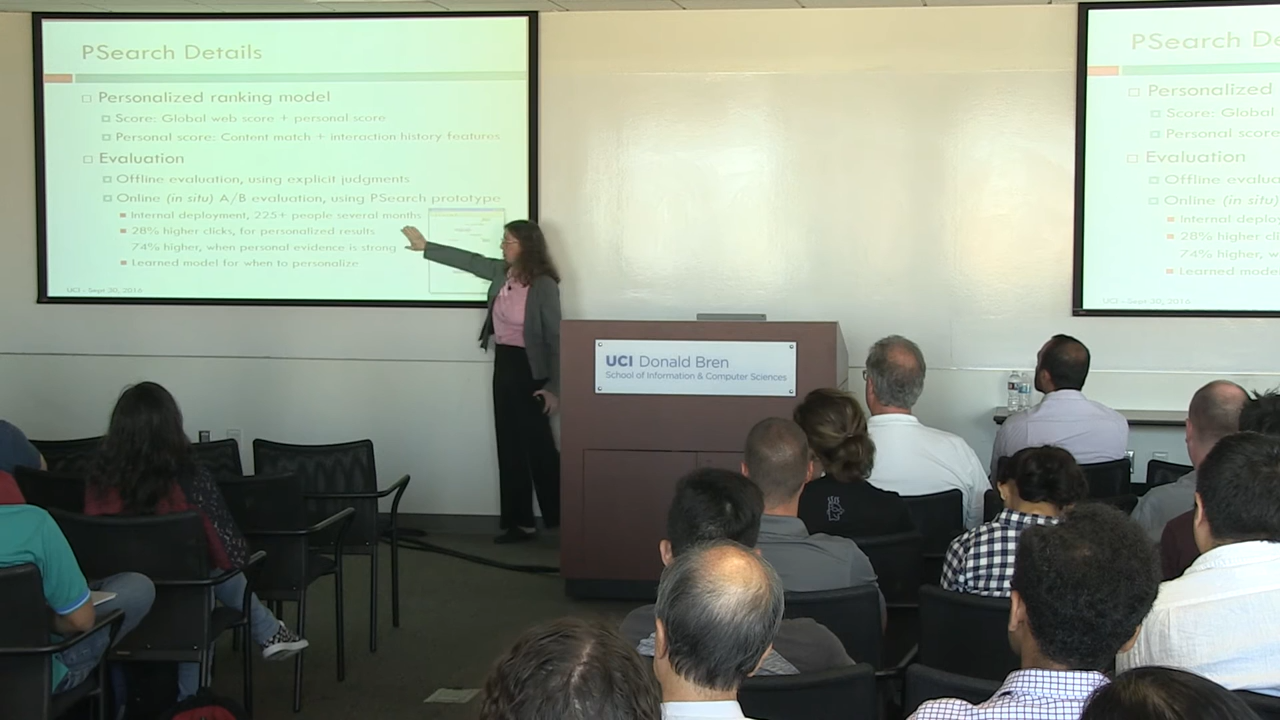 PSearch Details
Personalized ranking model
Score: Global web score + personal score
Personal score: Content match + interaction history features
Evaluation
Offline evaluation, using explicit judgments
Online (in situ) A/B evaluation, using PSearch prototype
Internal deployment, 225+ people several months
28% higher clicks, for personalized results
74% higher, when personal evidence is strong
Learned model for when to personalize
UCI - Sept 30, 2016
UCI Donald Bren
School of Information & Computer Sciences
PSearch De
Personalized
Score: Global
Personal score
Evaluation
Offline evalua
Online (in situ)
Internal deploy
28% higher cli
74% higher, w
Learned mode
UCI - Sept 30, 2016